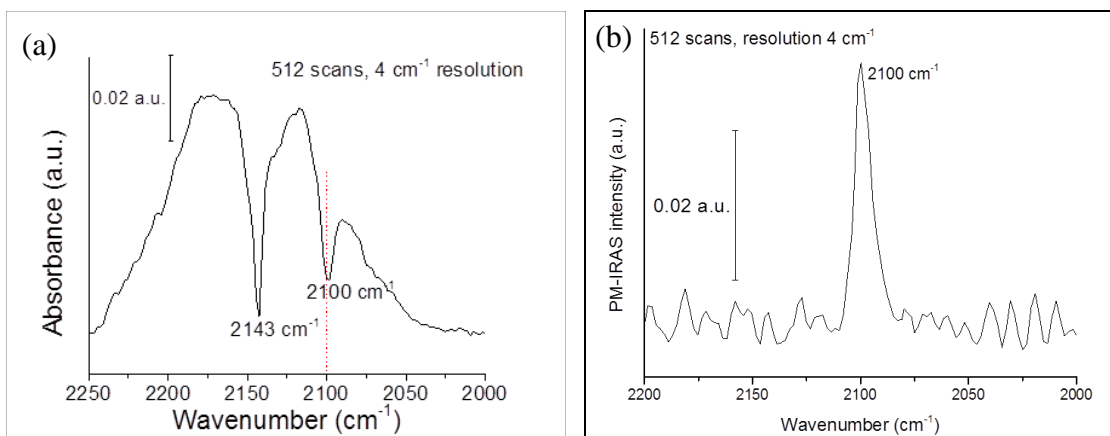 (a)
512 scans, 4 cm⁻¹ resolution
0.02 a.u.
Absorbance (a.u.)
2100 cm⁻¹
2143 cm⁻¹
2250 2200 2150 2100 2050 2000
Wavenumber (cm⁻¹)
(b)
512 scans, resolution 4 cm⁻¹
2100 cm⁻¹
0.02 a.u.
PM-IRAS intensity (a.u.)
2200 2150 2100 2050 2000
Wavenumber (cm⁻¹)